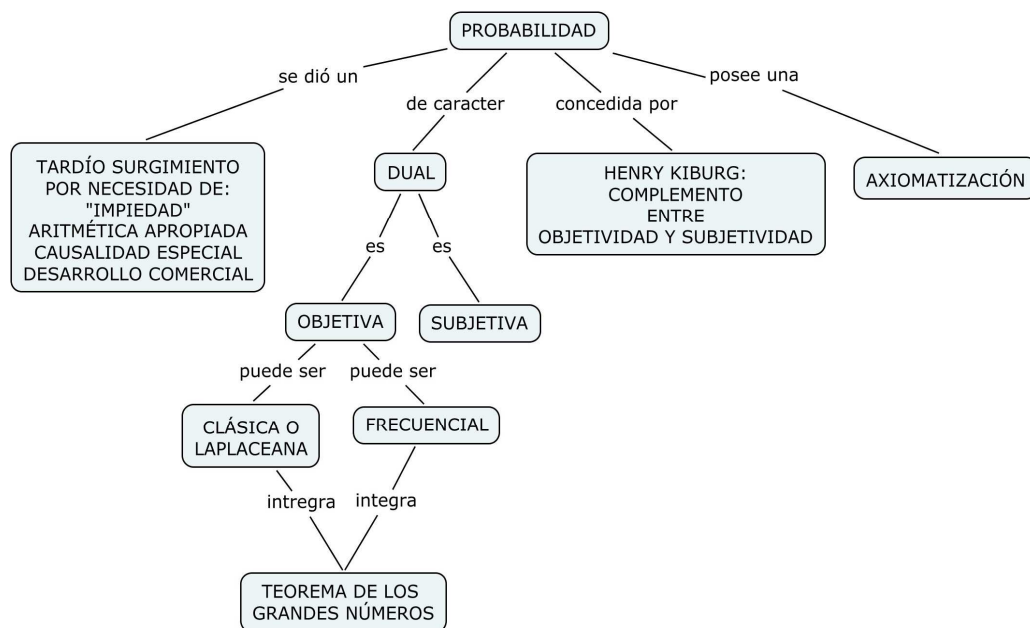 PROBABILIDAD
se dió un
de caracter
concedida por
posee una
TARDÍO SURGIMIENTO
POR NECESIDAD DE:
"IMPIEDAD"
ARITMÉTICA APROPIADA
CAUSALIDAD ESPECIAL
DESARROLLO COMERCIAL
DUAL
HENRY KIBURG:
COMPLEMENTO
ENTRE
OBJETIVIDAD Y SUBJETIVIDAD
AXIOMATIZACIÓN
es
es
OBJETIVA
SUBJETIVA
puede ser
puede ser
CLÁSICA O
LAPLACEANA
FRECUENCIAL
intregra
integra
TEOREMA DE LOS
GRANDES NÚMEROS